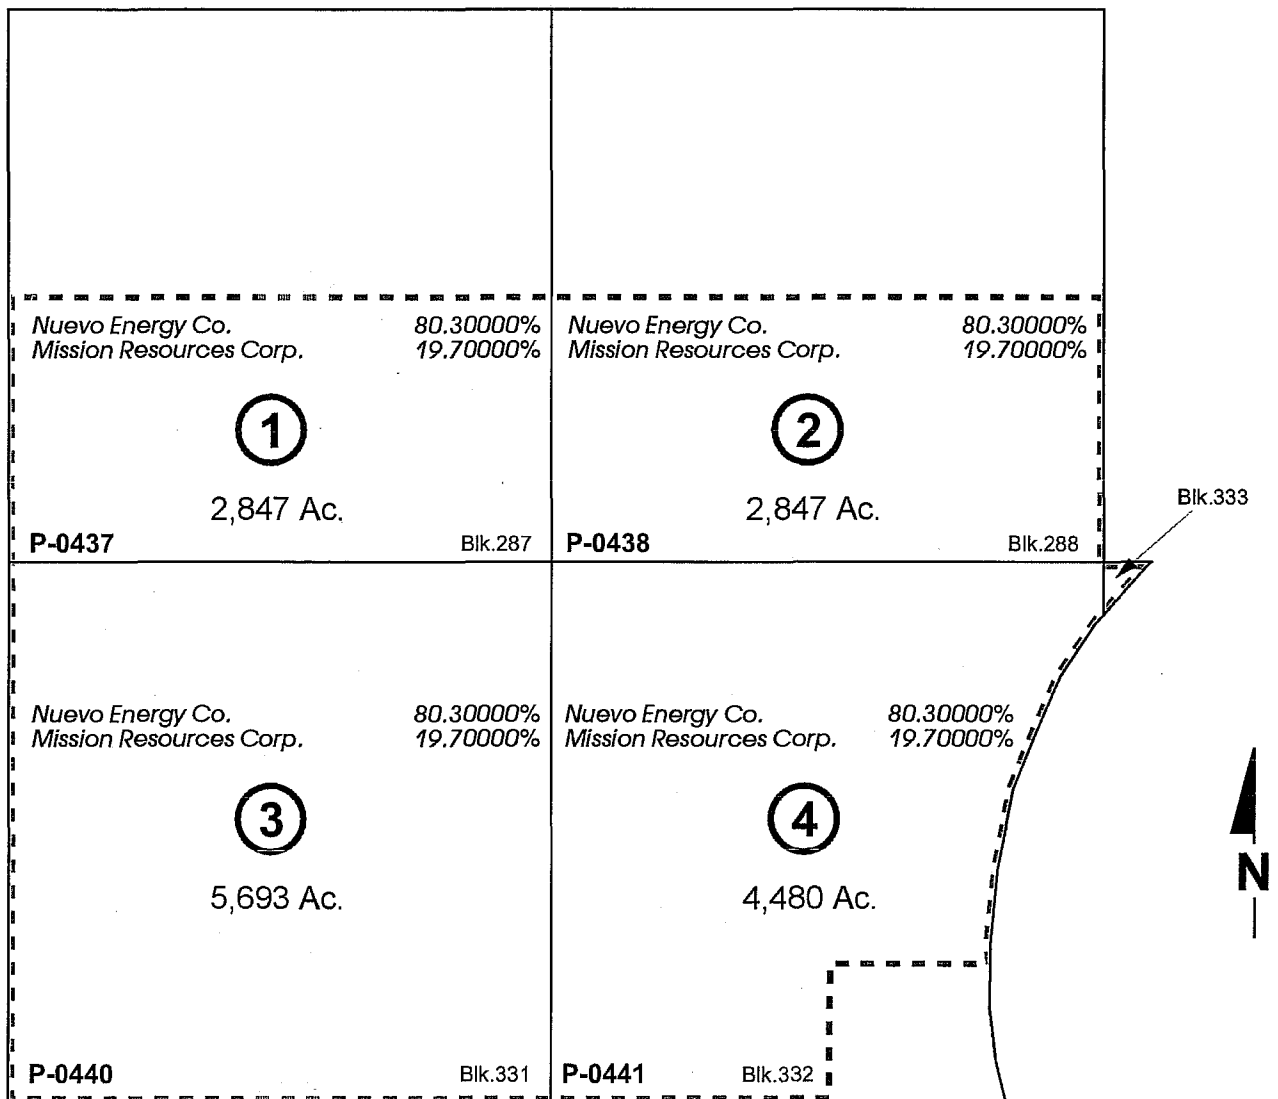 Nuevo Energy Co. 80.30000%
Mission Resources Corp. 19.70000%
1
2,847 Ac.
P-0437 Blk.287
Nuevo Energy Co. 80.30000%
Mission Resources Corp. 19.70000%
2
2,847 Ac.
P-0438 Blk.288
Blk.333
Nuevo Energy Co. 80.30000%
Mission Resources Corp. 19.70000%
3
5,693 Ac.
P-0440 Blk.331
Nuevo Energy Co. 80.30000%
Mission Resources Corp. 19.70000%
4
4,480 Ac.
P-0441 Blk.332
N